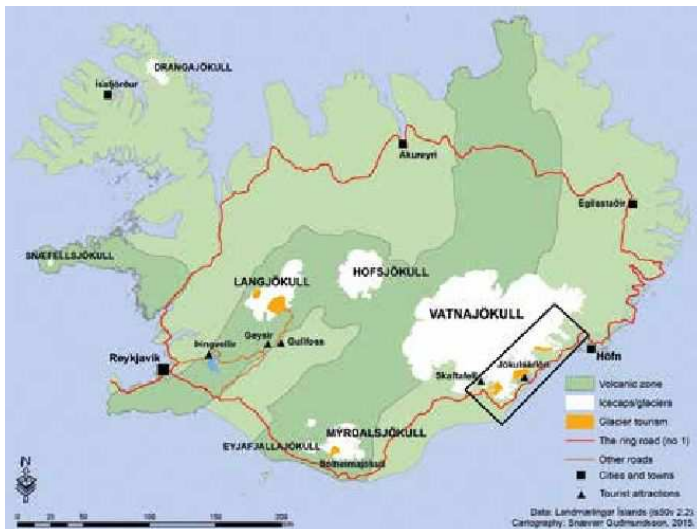 DRANGAJÖKULL
Ísafjörður
Akureyri
Egilsstaðir
SNÆFELLSJÖKULL
LANGJÖKULL
HOFSJÖKULL
VATNAJÖKULL
Þingvellir
Geysir
Gullfoss
Reykjavík
Skaftafell
Jökulsárlón
Höfn
MÝRDALSJÖKULL
EYJAFJALLAJÖKULL
Sólheimajökull
Volcanic zone
Icecaps/glaciers
Glacier tourism
The ring road (no 1)
Other roads
Cities and towns
Tourist attractions
N
0 25 50 100 150 200
Data: Landmælingar Íslands (is50v 2.2)
Cartography: Snævarr Guðmundsson, 2015